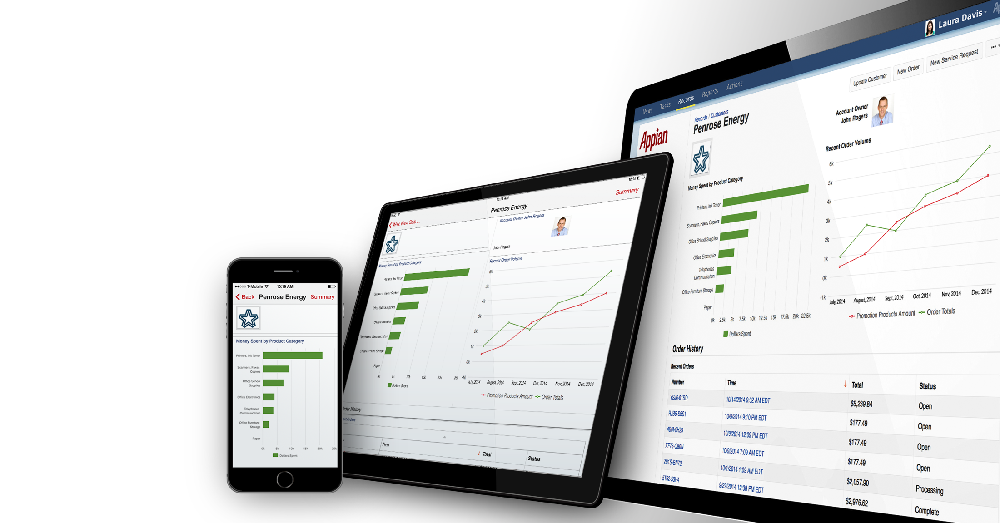 T-Mobile 10:19 AM
Back Penrose Energy Summary
Money Spent by Product Category
Printers, Ink Toner
Scanners, Faxes
Copiers
Office School
Supplies
Office Electronics
Telephones
Communication
Office Furniture
Storage
Paper
0k 5k 10k 15k 20k 25k
Dollars Spent
iPad 10:19 AM 16%
WIN! New Sale ... Penrose Energy Summary
Account Owner John Rogers
John Rogers
Money Spent by Product Category
Printers, Ink Toner
Scanners, Faxes Copiers
Office School Supplies
Office Electronics
Telephones Communication
Office Furniture Storage
Paper
0k 5k 10k 15k 20k 25k
Dollars Spent
Recent Order Volume
6k
5k
4k
3k
2k
1k
0k
-1k
July, 2014 August, 2014 Sept, 2014 Oct, 2014 Nov, 2014 Dec, 2014
Promotion Products Amount Order Totals
Order History
Time Total Status
Laura Davis
News Tasks Records Reports Actions
Update Customer New Order New Service Request ...
Appian
Records / Customers
Penrose Energy
Account Owner
John Rogers
Money Spent by Product Category
Printers, Ink Toner
Scanners, Faxes Copiers
Office School Supplies
Office Electronics
Telephones
Communication
Office Furniture Storage
Paper
0k 2.5k 5k 7.5k 10k 12.5k 15k 17.5k 20k 22.5k
Dollars Spent
Recent Order Volume
6k
5k
4k
3k
2k
1k
0k
-1k
July, 2014 August, 2014 Sept, 2014 Oct, 2014 Nov, 2014 Dec, 2014
Promotion Products Amount Order Totals
Order History
Recent Orders
Number Time Total Status
YSJ6-01SD 10/14/2014 9:32 AM EDT $5,239.84 Open
RJB5-S6S1 10/9/2014 9:10 PM EDT $177.49 Open
4B6I-0H29 10/9/2014 12:09 PM EDT $177.49 Open
XF76-Q80N 10/9/2014 7:09 AM EDT $177.49 Open
Z91S-BN72 10/1/2014 1:09 AM EDT $2,057.90 Processing
5T62-53H4 9/29/2014 12:38 PM EDT $2,976.62 Complete